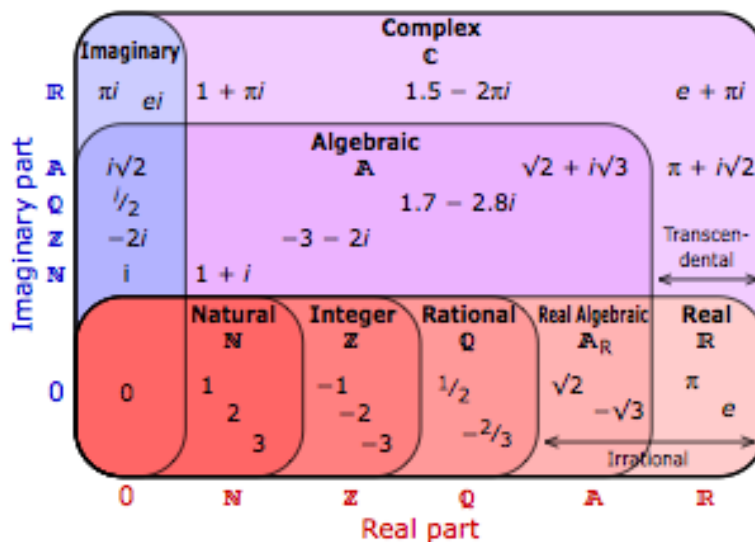 Complex
Imaginary ℂ
ℝ πi ei 1 + πi 1.5 − 2πi e + πi
Algebraic
𝔸 i√2 𝔸 √2 + i√3 π + i√2
ℚ i/2 1.7 − 2.8i
ℤ −2i −3 − 2i Transcen-
dental
ℕ i 1 + i
Natural Integer Rational Real Algebraic Real
ℕ ℤ ℚ 𝔸R ℝ
0 0 1 −1 1/2 √2 π
2 −2 −√3 e
3 −3 −2/3
Irrational
0 ℕ ℤ ℚ 𝔸 ℝ
Real part
Imaginary part